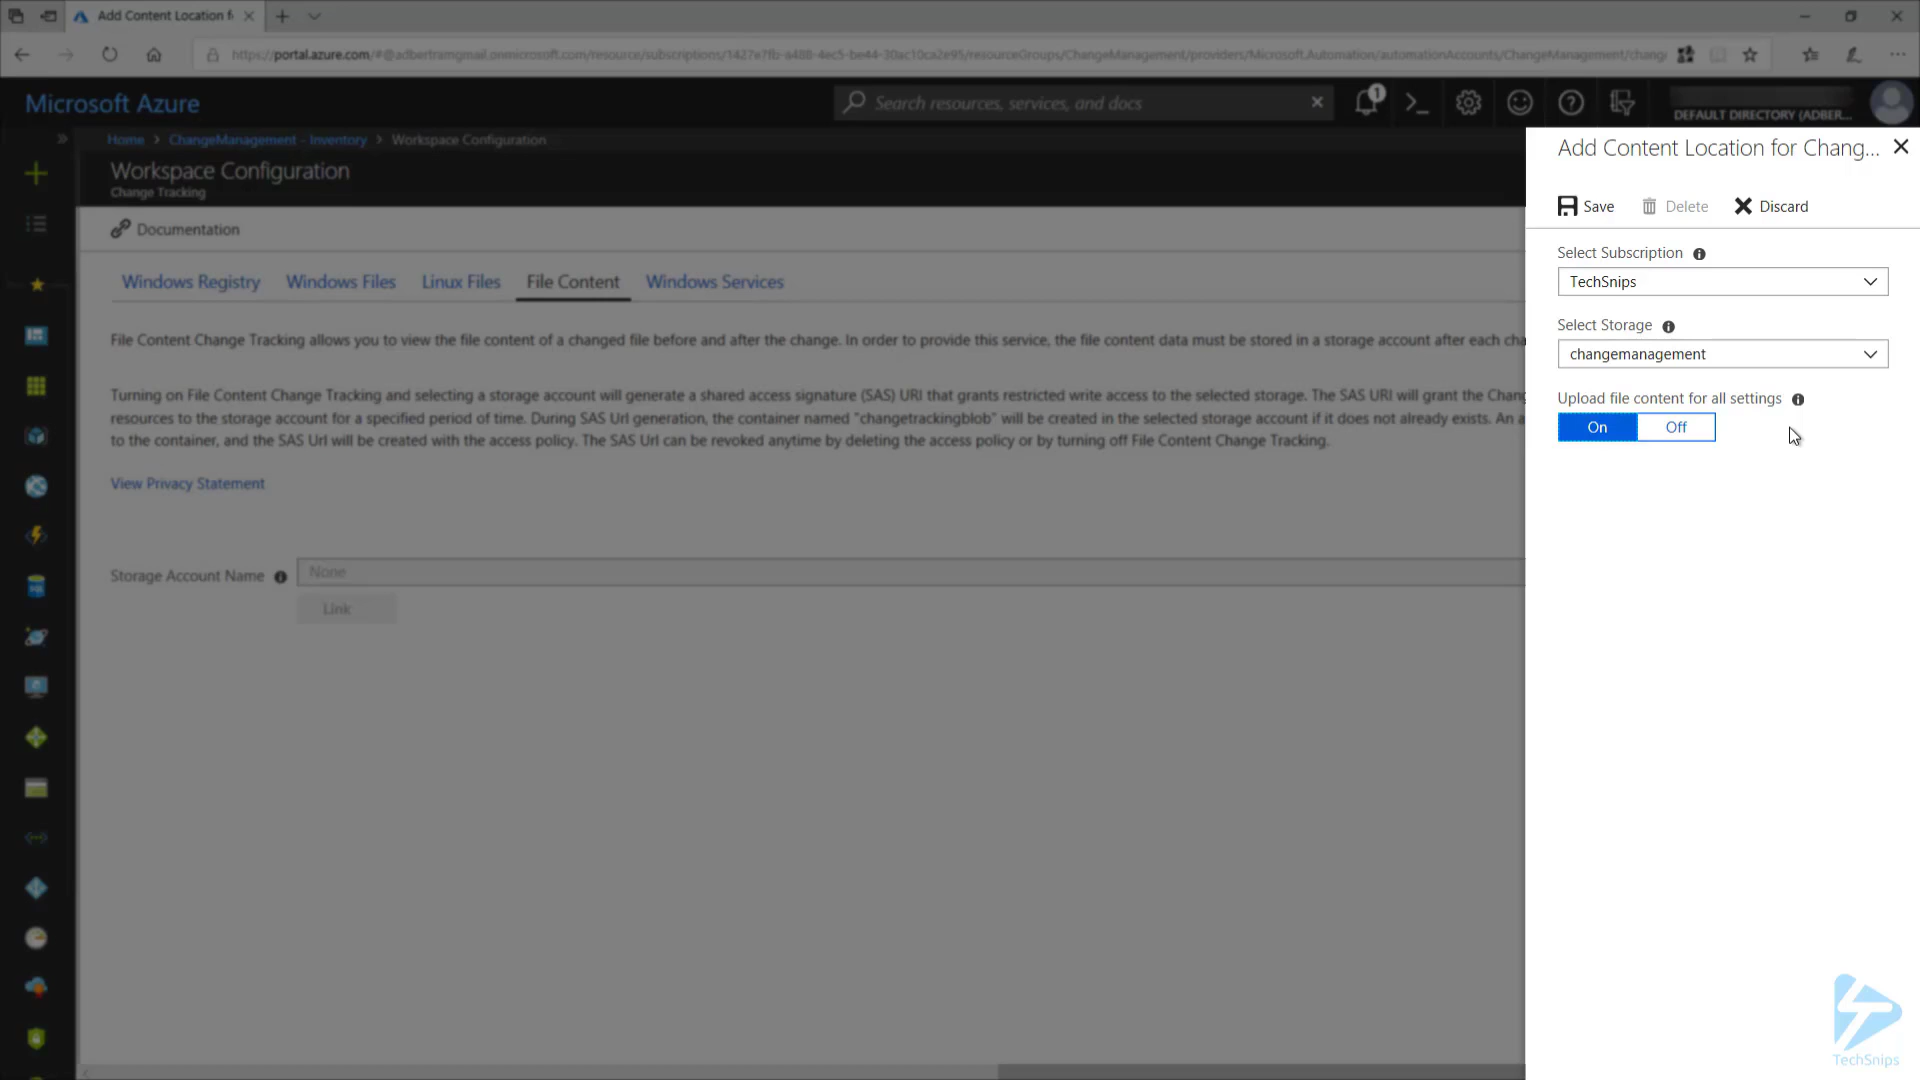 Add Content Location f
https://portal.azure.com/#@adbertramgmail.onmicrosoft.com/resource/subscriptions/1427e7fb-a488-4ec5-be44-30ac10ca2e95/resourceGroups/ChangeManagement/providers/Microsoft.Automation/automationAccounts/ChangeManagement/chang
Microsoft Azure
Search resources, services, and docs
1
DEFAULT DIRECTORY (ADBER...
Home > ChangeManagement - Inventory > Workspace Configuration
Workspace Configuration
Change Tracking
Documentation
Windows Registry Windows Files Linux Files File Content Windows Services
File Content Change Tracking allows you to view the file content of a changed file before and after the change. In order to provide this service, the file content data must be stored in a storage account after each cha
Turning on File Content Change Tracking and selecting a storage account will generate a shared access signature (SAS) URI that grants restricted write access to the selected storage. The SAS URI will grant the Chang
resources to the storage account for a specified period of time. During SAS Url generation, the container named "changetrackingblob" will be created in the selected storage account if it does not already exists. An a
to the container, and the SAS Url will be created with the access policy. The SAS Url can be revoked anytime by deleting the access policy or by turning off File Content Change Tracking.
View Privacy Statement
Storage Account Name
None
Link
Add Content Location for Chang...
Save Delete Discard
Select Subscription
TechSnips
Select Storage
changemanagement
Upload file content for all settings
On Off
TechSnips